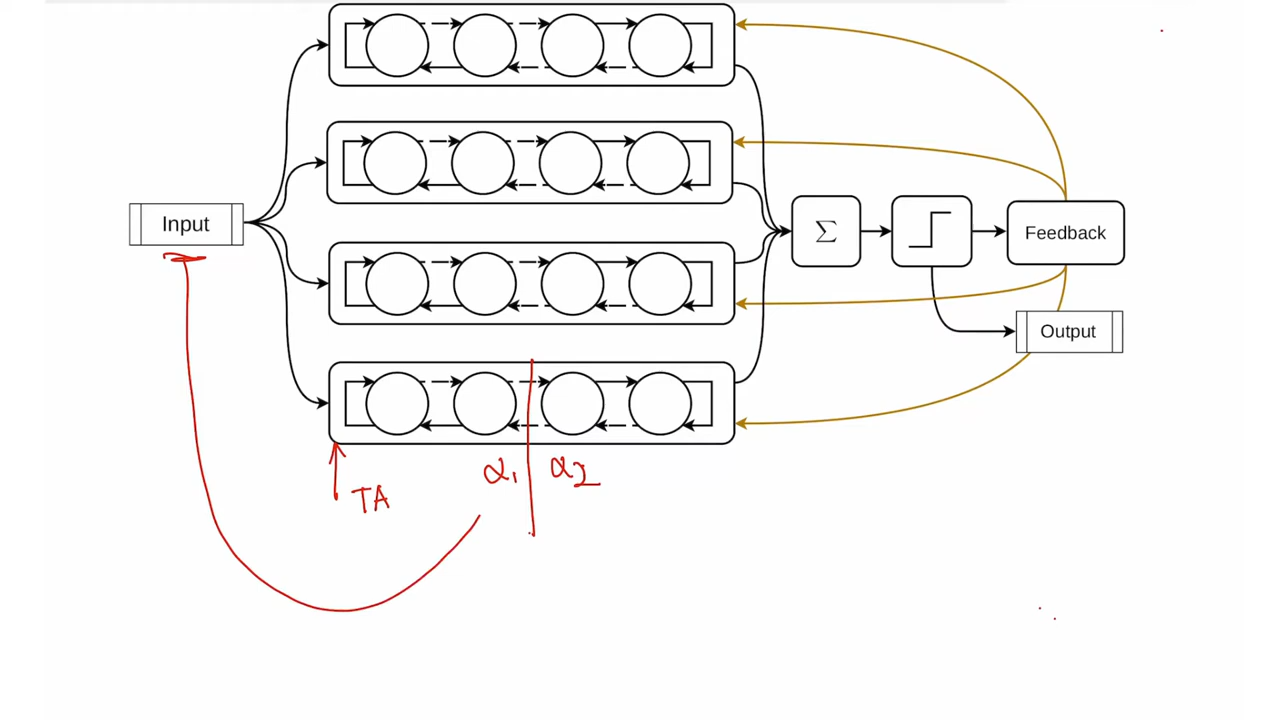 Input
Σ
Feedback
Output
α1 α2
TA